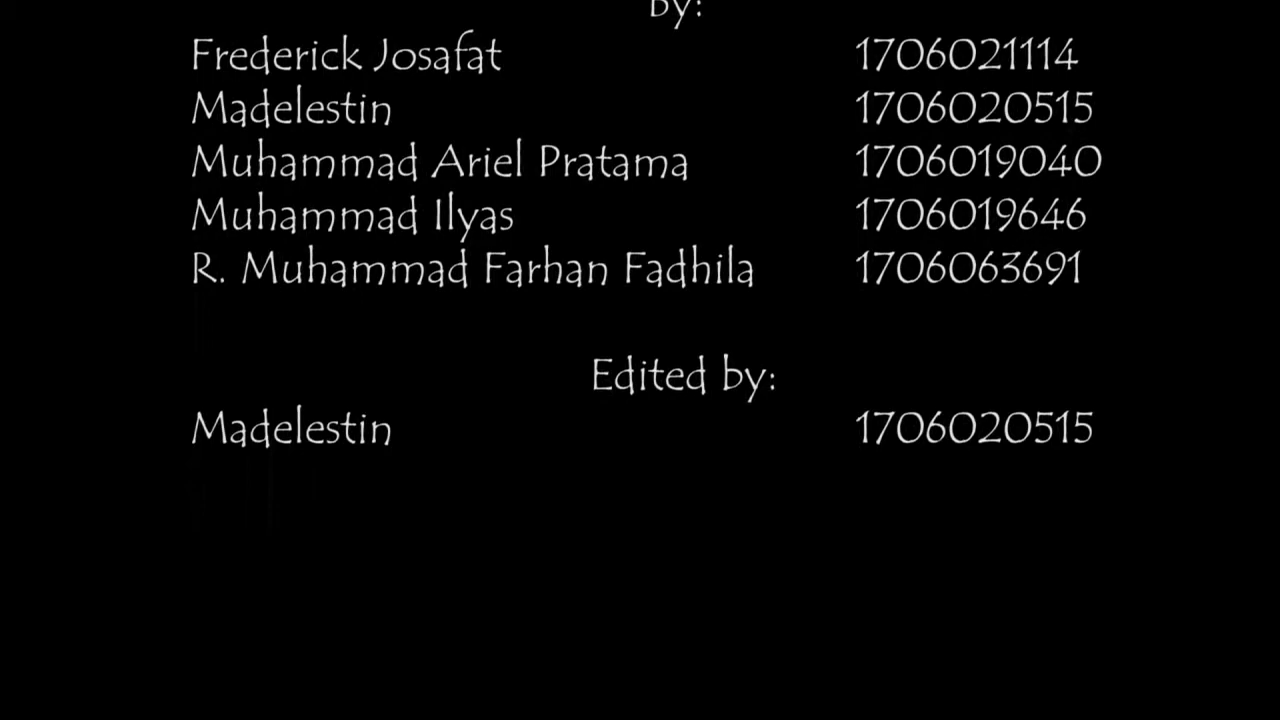 By:
Frederick Josafat 1706021114
Madelestin 1706020515
Muhammad Ariel Pratama 1706019040
Muhammad Ilyas 1706019646
R. Muhammad Farhan Fadhila 1706063691
Edited by:
Madelestin 1706020515